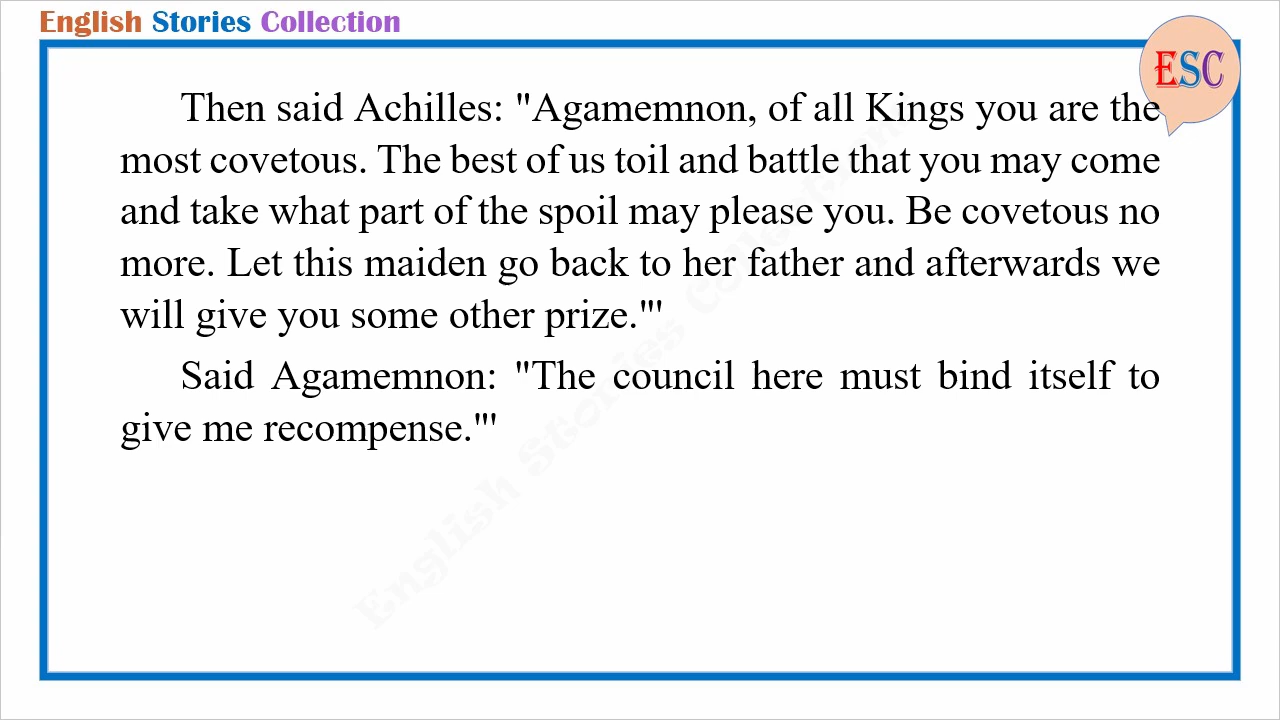 English Stories Collection
ESC
Then said Achilles: "Agamemnon, of all Kings you are the
most covetous. The best of us toil and battle that you may come
and take what part of the spoil may please you. Be covetous no
more. Let this maiden go back to her father and afterwards we
will give you some other prize."'
Said Agamemnon: "The council here must bind itself to
give me recompense."'
English Stories Collection